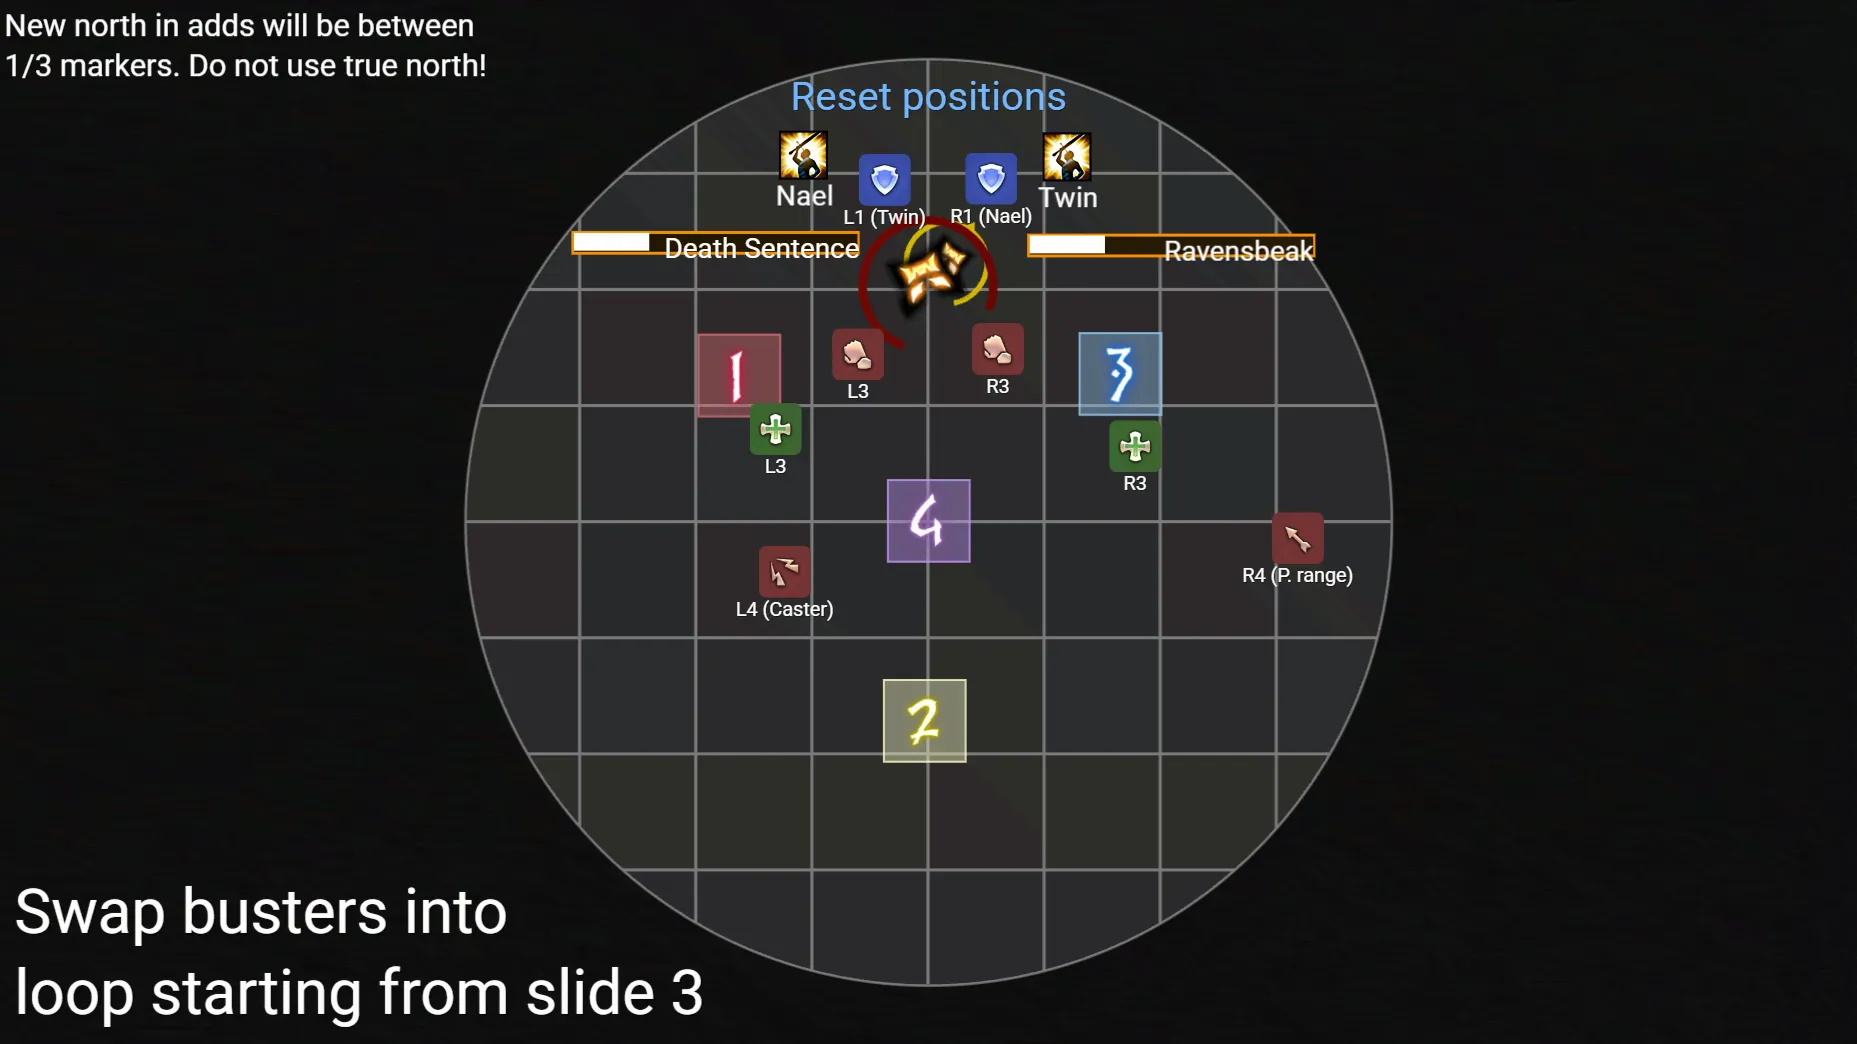 New north in adds will be between
1/3 markers. Do not use true north!
Reset positions
Nael
Twin
L1 (Twin)
R1 (Nael)
Death Sentence
Ravensbeak
1
3
L3
R3
L3
R3
4
L4 (Caster)
R4 (P. range)
2
Swap busters into
loop starting from slide 3